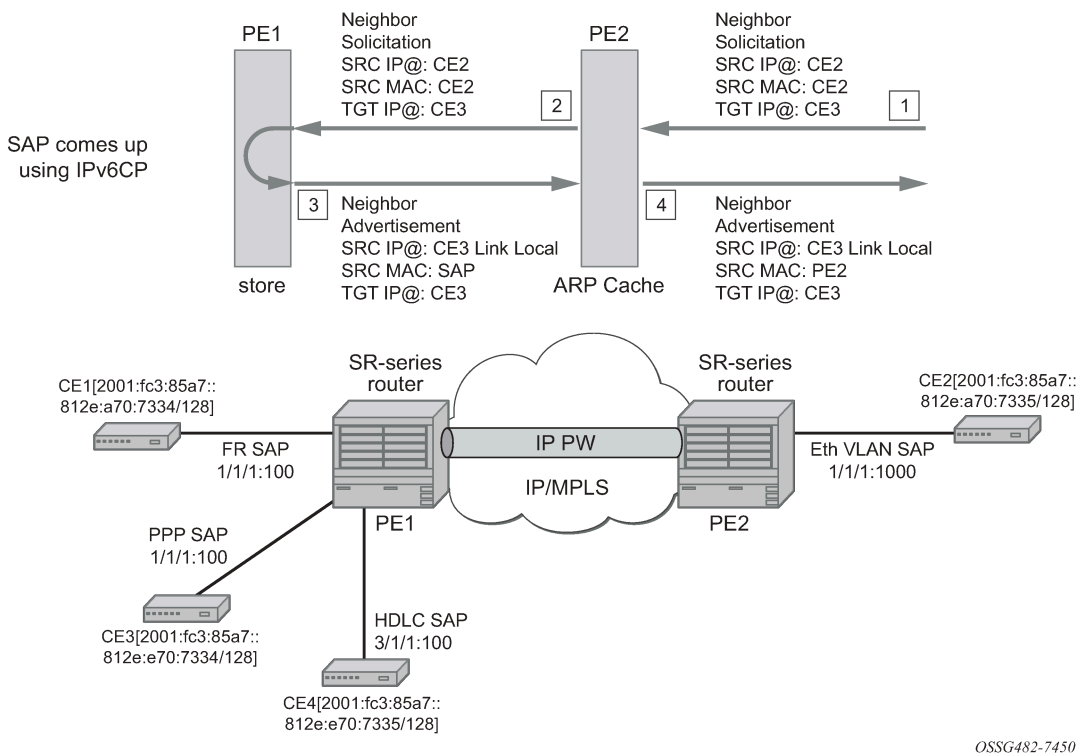 PE1
Neighbor
Solicitation
SRC IP@: CE2
SRC MAC: CE2
TGT IP@: CE3
2
PE2
Neighbor
Solicitation
SRC IP@: CE2
SRC MAC: CE2
TGT IP@: CE3
1
SAP comes up
using IPv6CP
3
Neighbor
Advertisement
SRC IP@: CE3 Link Local
SRC MAC: SAP
TGT IP@: CE3
4
Neighbor
Advertisement
SRC IP@: CE3 Link Local
SRC MAC: PE2
TGT IP@: CE3
store
ARP Cache
SR-series
router
SR-series
router
CE1[2001:fc3:85a7::
812e:a70:7334/128]
CE2[2001:fc3:85a7::
812e:a70:7335/128]
FR SAP
1/1/1:100
IP PW
IP/MPLS
Eth VLAN SAP
1/1/1:1000
PE1
PE2
PPP SAP
1/1/1:100
CE3[2001:fc3:85a7::
812e:e70:7334/128]
HDLC SAP
3/1/1:100
CE4[2001:fc3:85a7::
812e:e70:7335/128]
OSSG482-7450